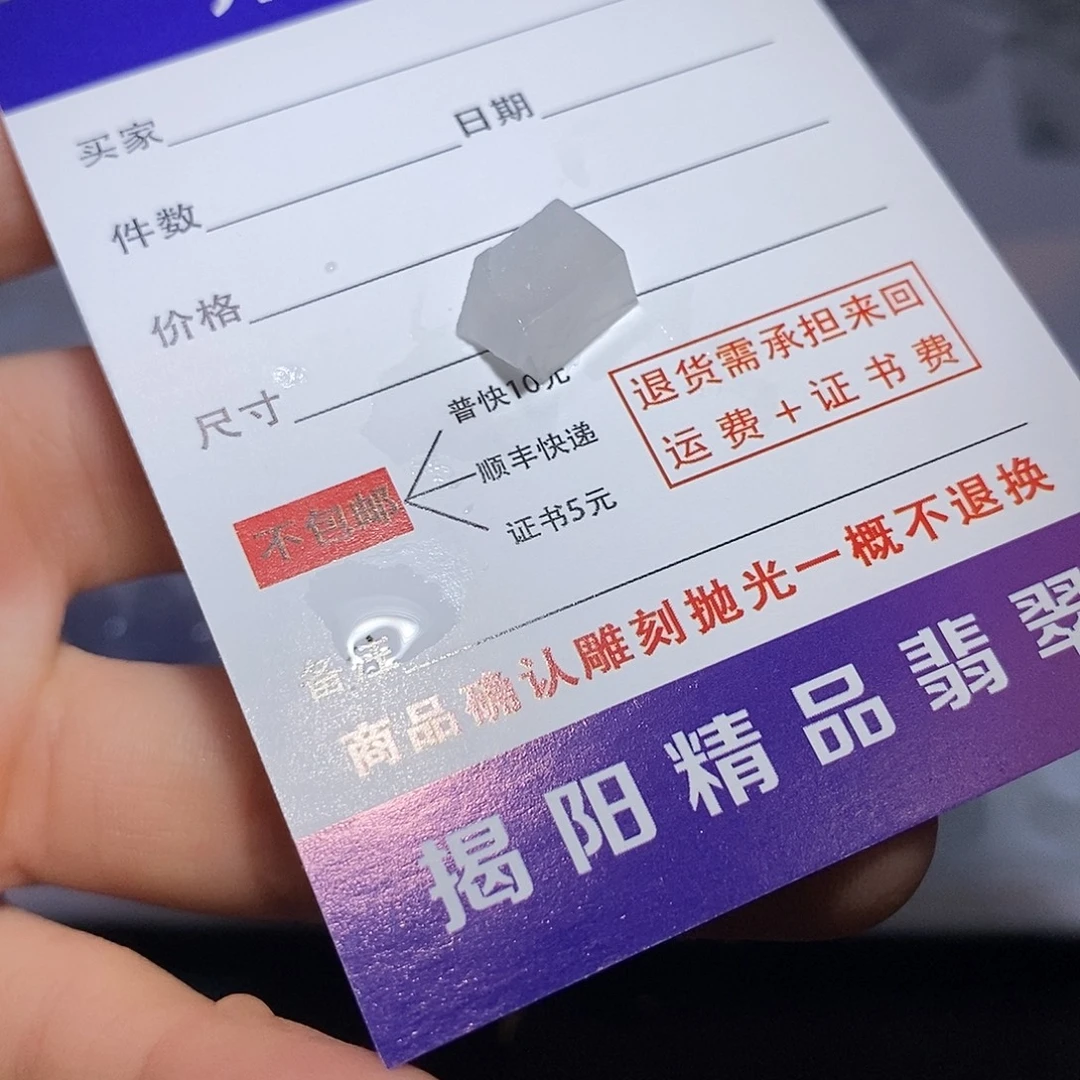 买家 日期
件数
价格
尺寸
普快10元
不包邮 顺丰快递
证书5元
退货需承担来回
运费+证书费
备注
商品确认雕刻抛光一概不退换
揭阳精品翡翠